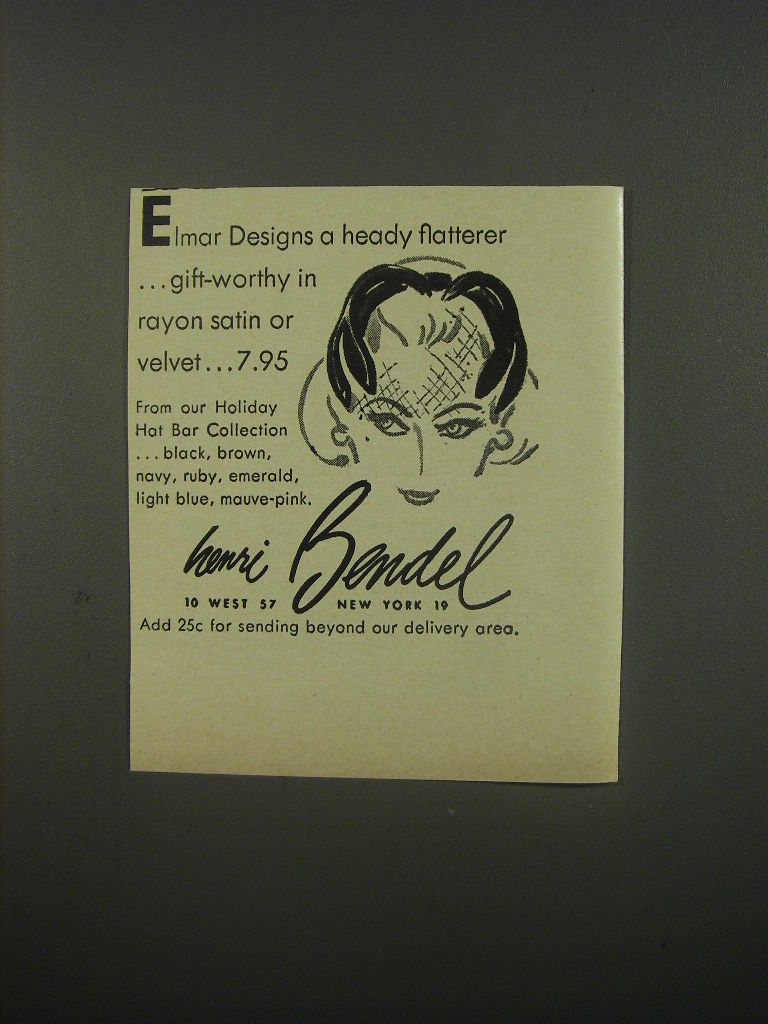 Elmar Designs a heady flatterer
...gift-worthy in
rayon satin or
velvet...7.95
From our Holiday
Hat Bar Collection
...black, brown,
navy, ruby, emerald,
light blue, mauve-pink.
henri Bendel
10 WEST 57 NEW YORK 19
Add 25c for sending beyond our delivery area.